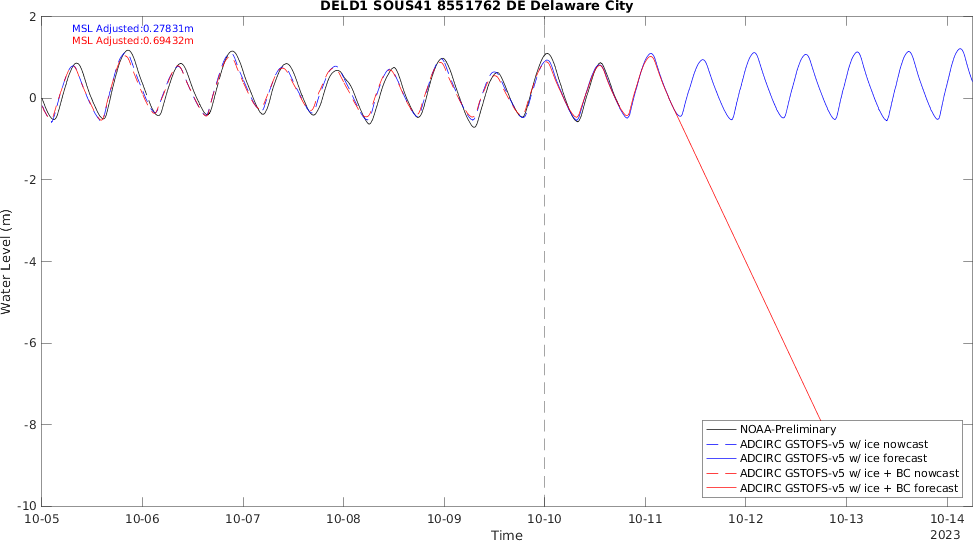 DELD1 SOUS41 8551762 DE Delaware City
MSL Adjusted:0.27831m
MSL Adjusted:0.69432m
Water Level (m)
2
0
-2
-4
-6
-8
-10
NOAA-Preliminary
ADCIRC GSTOFS-v5 w/ ice nowcast
ADCIRC GSTOFS-v5 w/ ice forecast
ADCIRC GSTOFS-v5 w/ ice + BC nowcast
ADCIRC GSTOFS-v5 w/ ice + BC forecast
10-05 10-06 10-07 10-08 10-09 10-10 10-11 10-12 10-13 10-14
Time
2023